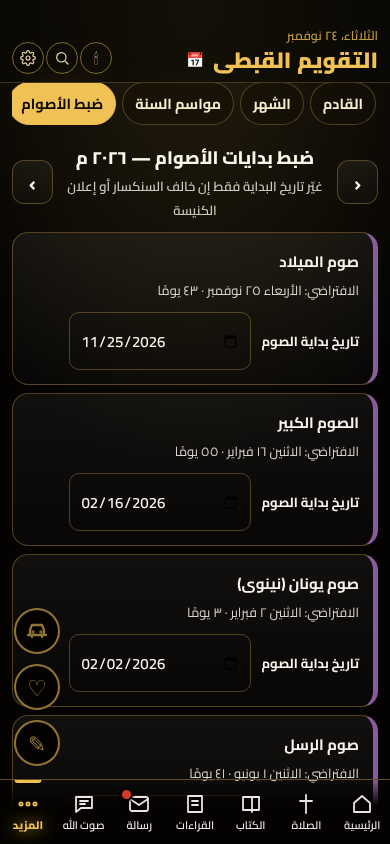 الثلاثاء، ٢٤ نوفمبر
التقويم القبطى
القادم
الشهر
مواسم السنة
ضبط الأصوام
ضبط بدايات الأصوام — ٢٠٢٦ م
غيّر تاريخ البداية فقط إن خالف السنكسار أو إعلان
الكنيسة
صوم الميلاد
الافتراضي: الأربعاء ٢٥ نوفمبر · ٤٣ يومًا
تاريخ بداية الصوم
11/25/2026
الصوم الكبير
الافتراضي: الاثنين ١٦ فبراير · ٥٥ يومًا
تاريخ بداية الصوم
02/16/2026
صوم يونان (نينوى)
الافتراضي: الاثنين ٢ فبراير · ٣ يومًا
تاريخ بداية الصوم
02/02/2026
صوم الرسل
الافتراضي: الاثنين ١ يونيو · ٤١ يومًا
الرئيسية
الصلاة
الكتاب
القراءات
رسالة
صوت الله
المزيد